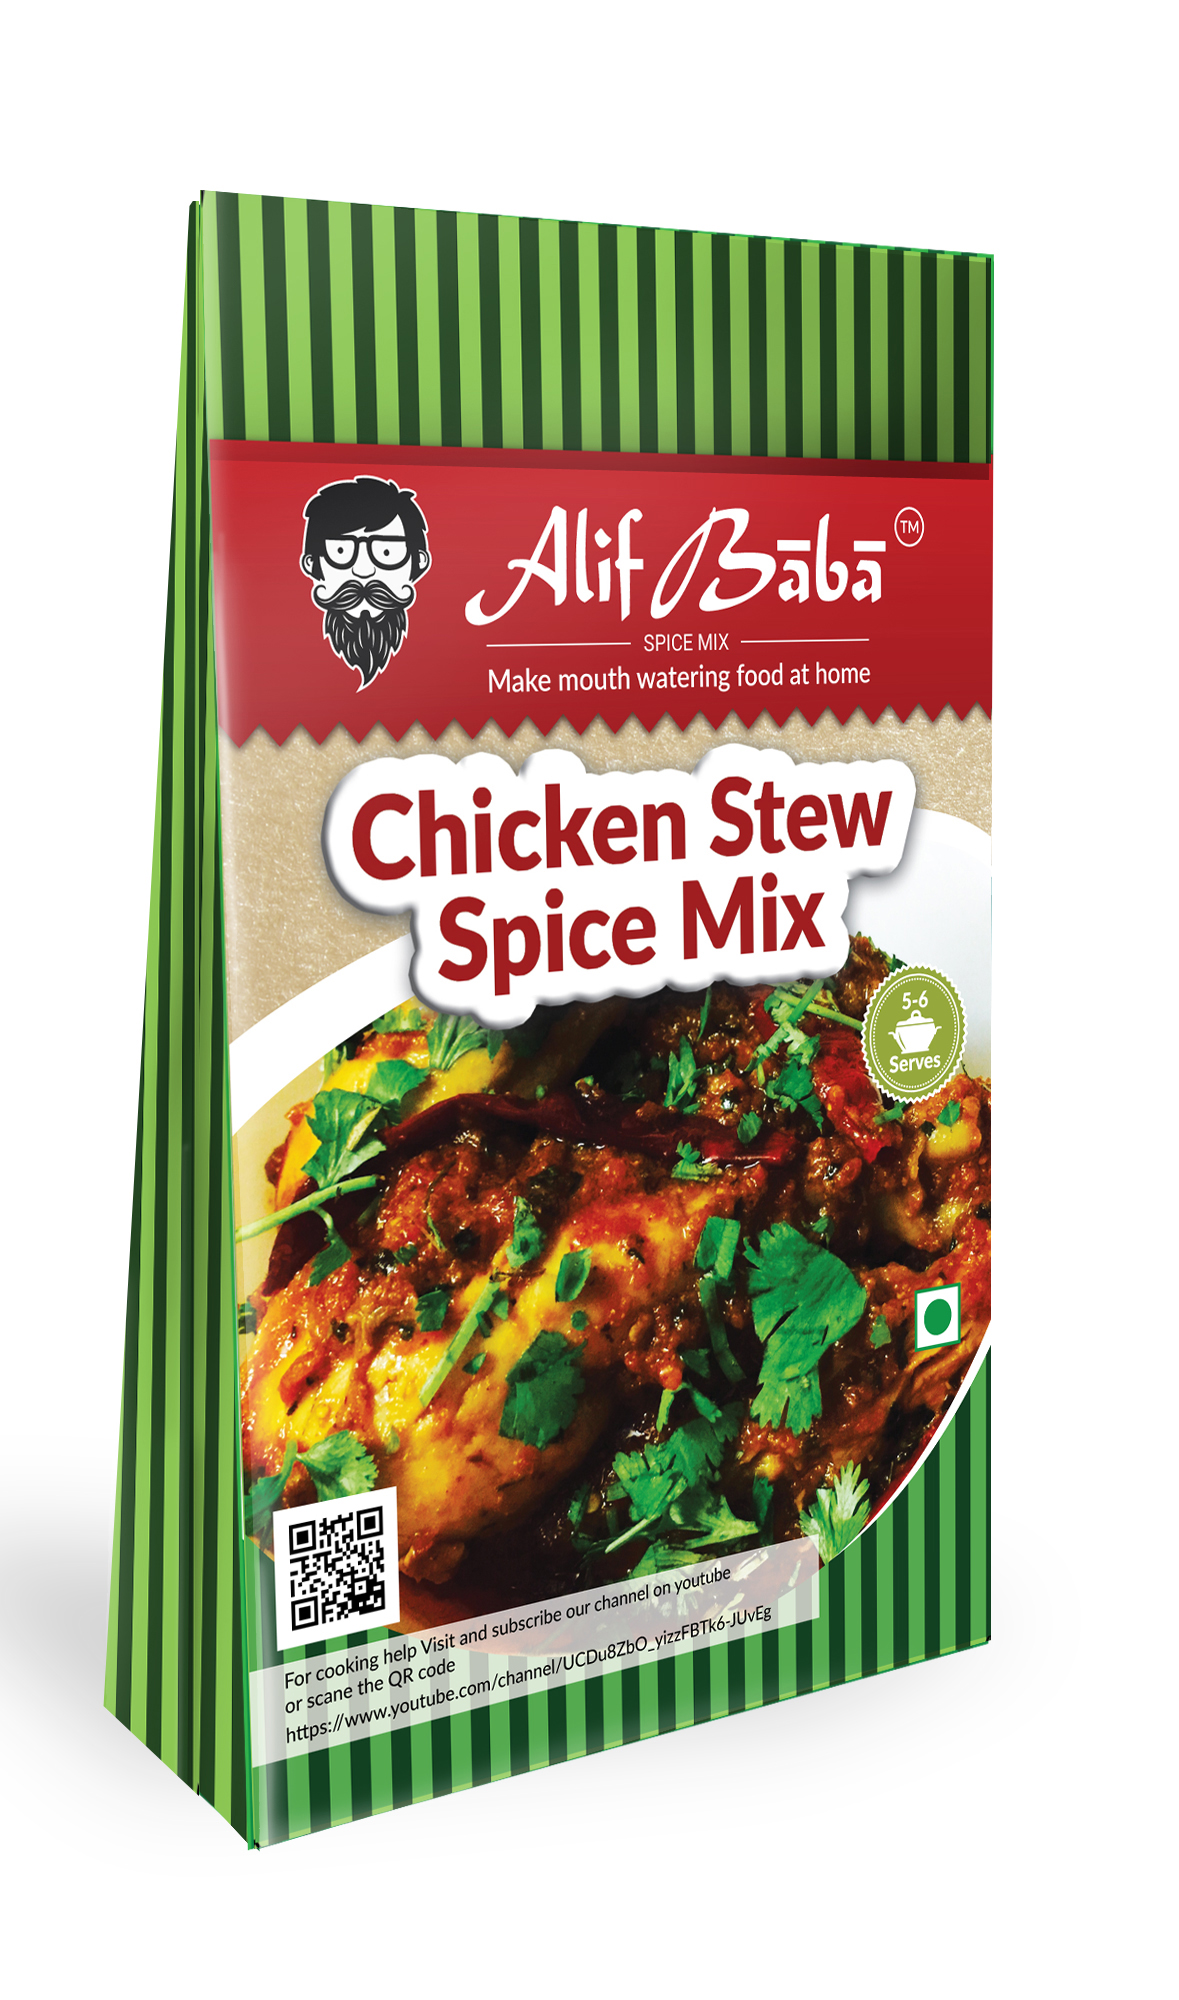 Alif Bābā TM
SPICE MIX
Make mouth watering food at home
Chicken Stew
Spice Mix
5-6
Serves
For cooking help Visit and subscribe our channel on youtube
or scane the QR code
https://www.youtube.com/channel/UCDu8ZbO_yizzFBTk6-JUvEg